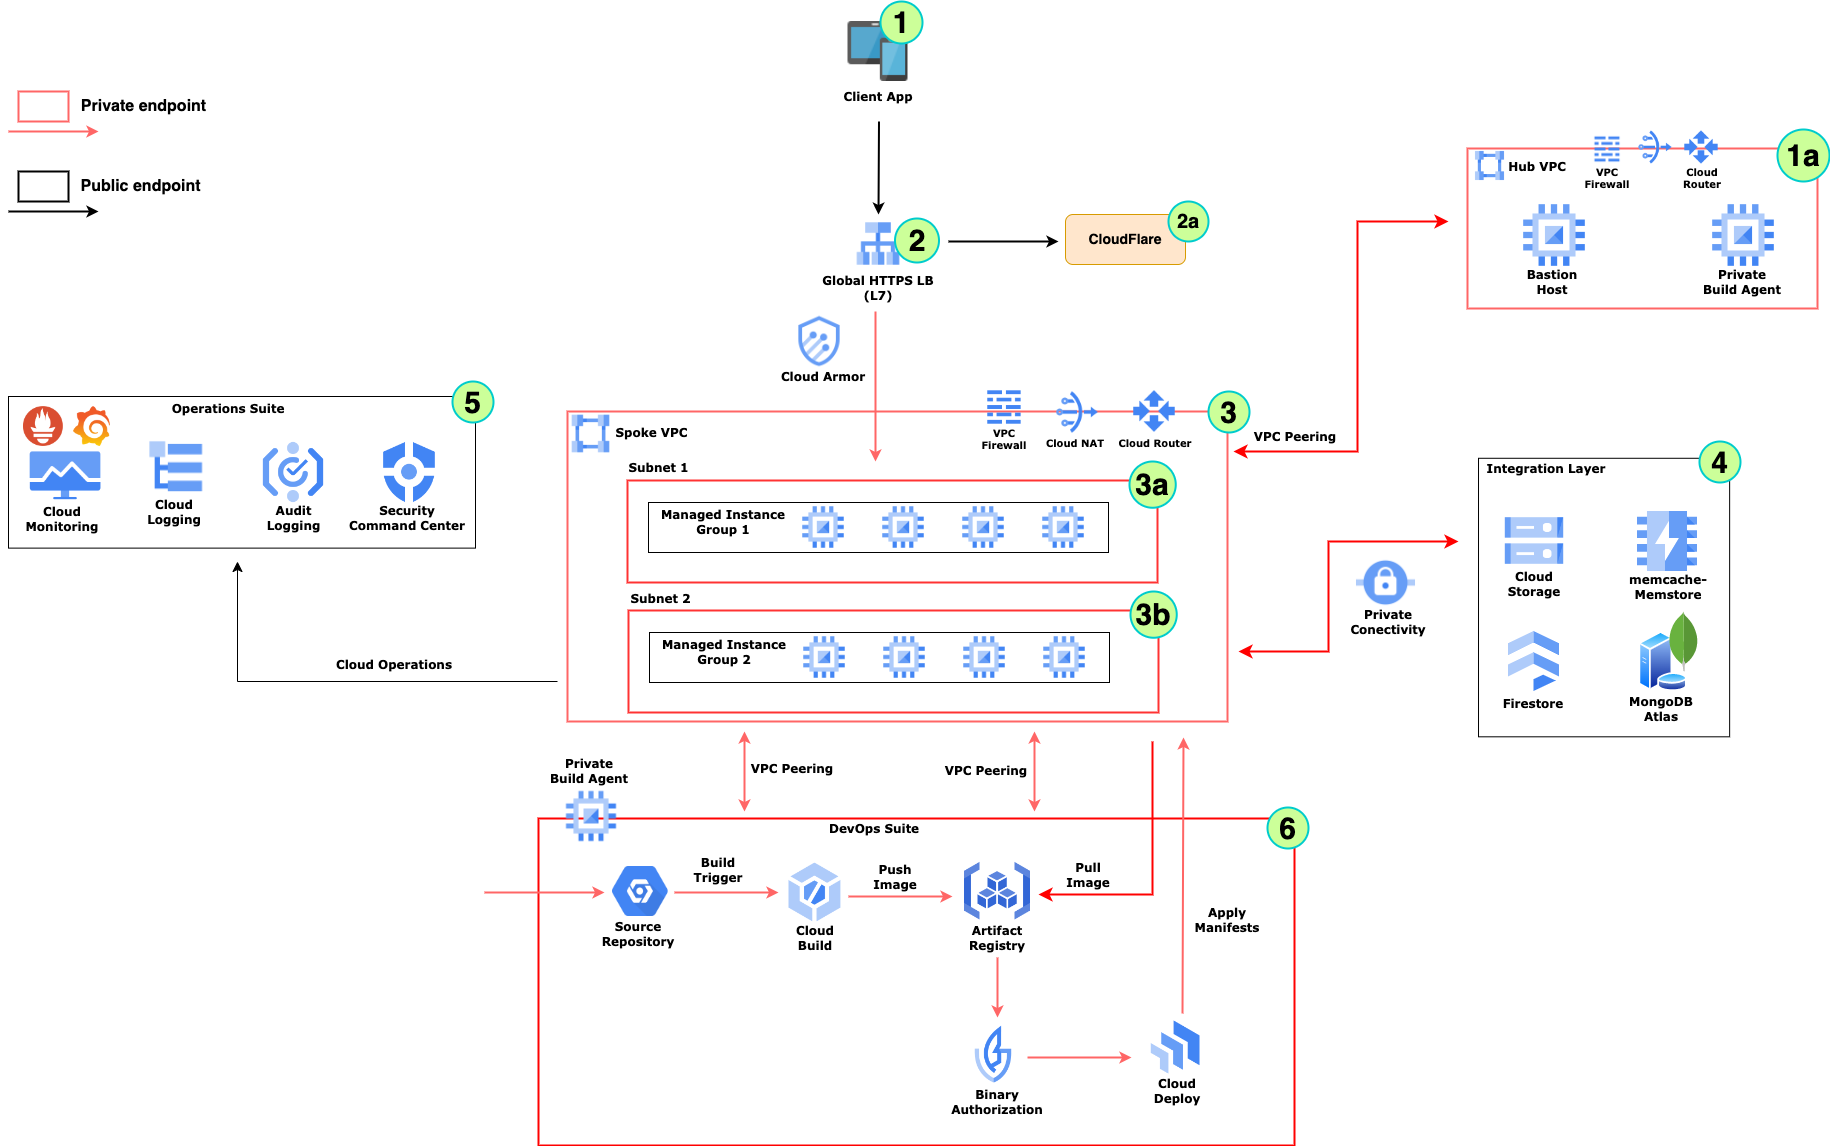 1
Client App
Private endpoint
Public endpoint
1a
Hub VPC
VPC
Firewall
Cloud
Router
Bastion
Host
Private
Build Agent
2
Global HTTPS LB
(L7)
2a
CloudFlare
Cloud Armor
5
Operations Suite
Cloud
Monitoring
Cloud
Logging
Audit
Logging
Security
Command Center
Cloud Operations
3
Spoke VPC
VPC
Firewall
Cloud NAT
Cloud Router
VPC Peering
Subnet 1
3a
Managed Instance
Group 1
Subnet 2
3b
Managed Instance
Group 2
4
Integration Layer
Cloud
Storage
memcache-
Memstore
Firestore
MongoDB
Atlas
Private
Conectivity
Private
Build Agent
VPC Peering
VPC Peering
6
DevOps Suite
Source
Repository
Build
Trigger
Cloud
Build
Push
Image
Artifact
Registry
Pull
Image
Apply
Manifests
Binary
Authorization
Cloud
Deploy